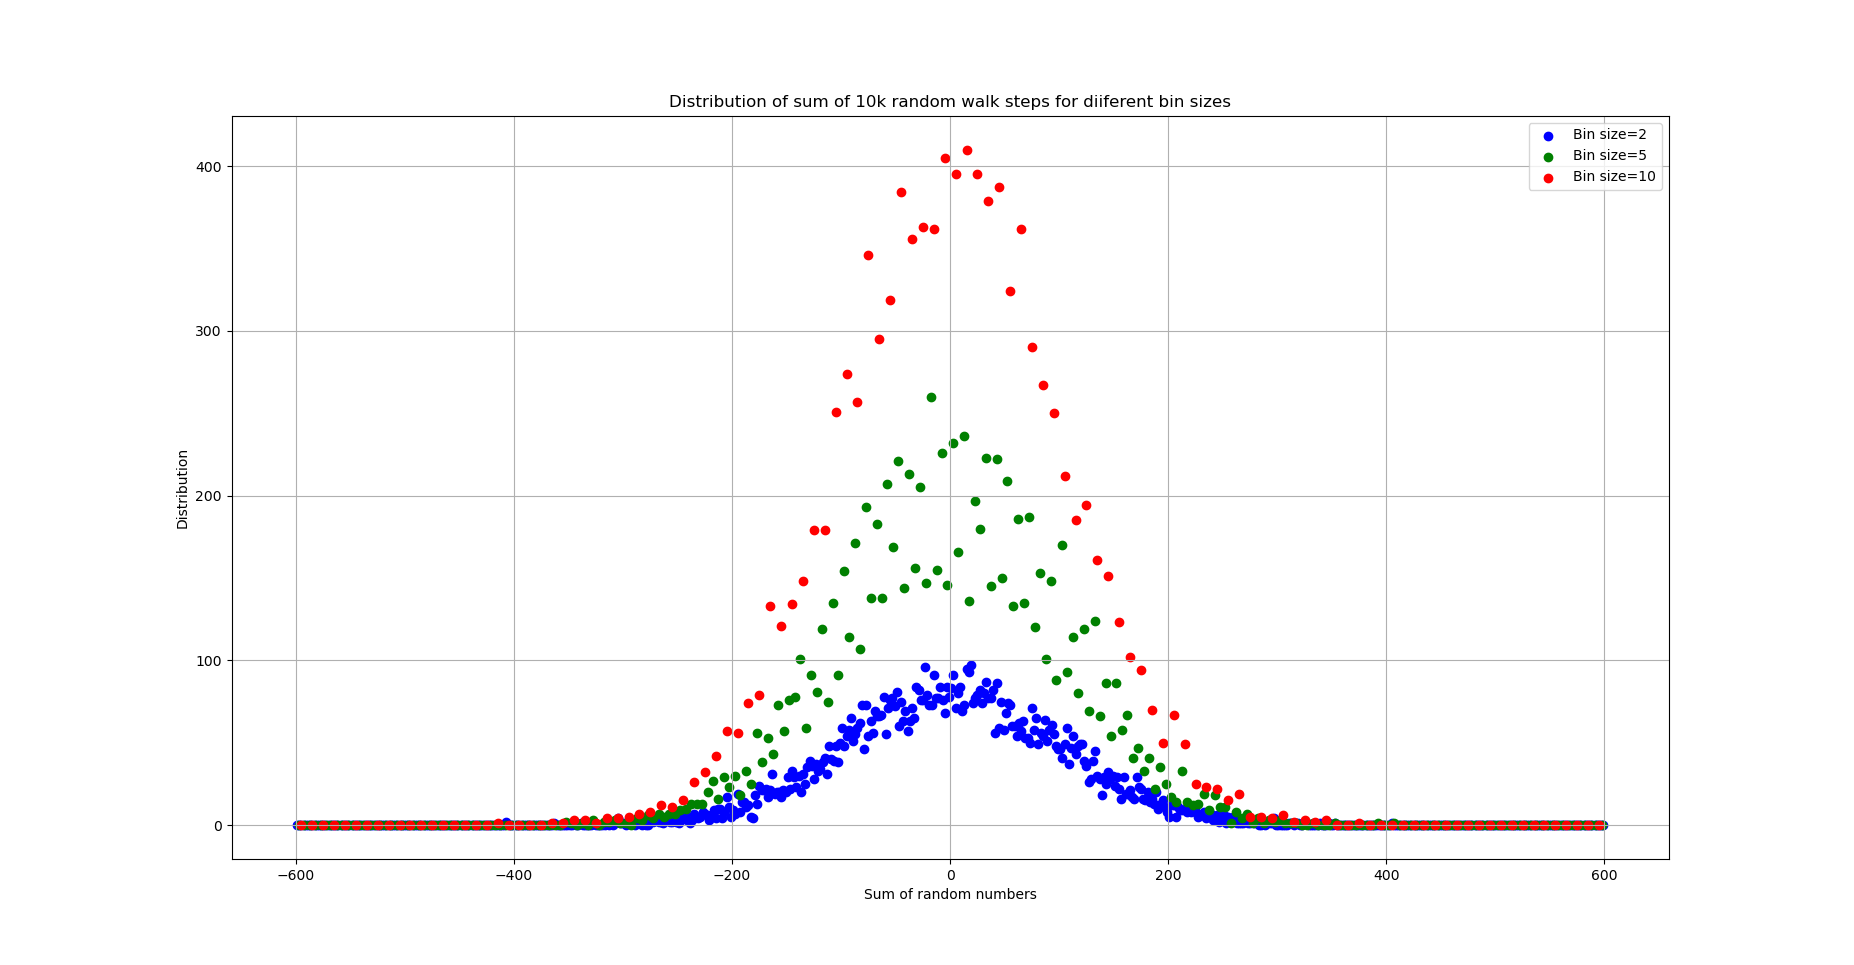 Distribution of sum of 10k random walk steps for diiferent bin sizes
Bin size=2
Bin size=5
Bin size=10
400
300
200
100
0
Distribution
−600 −400 −200 0 200 400 600
Sum of random numbers